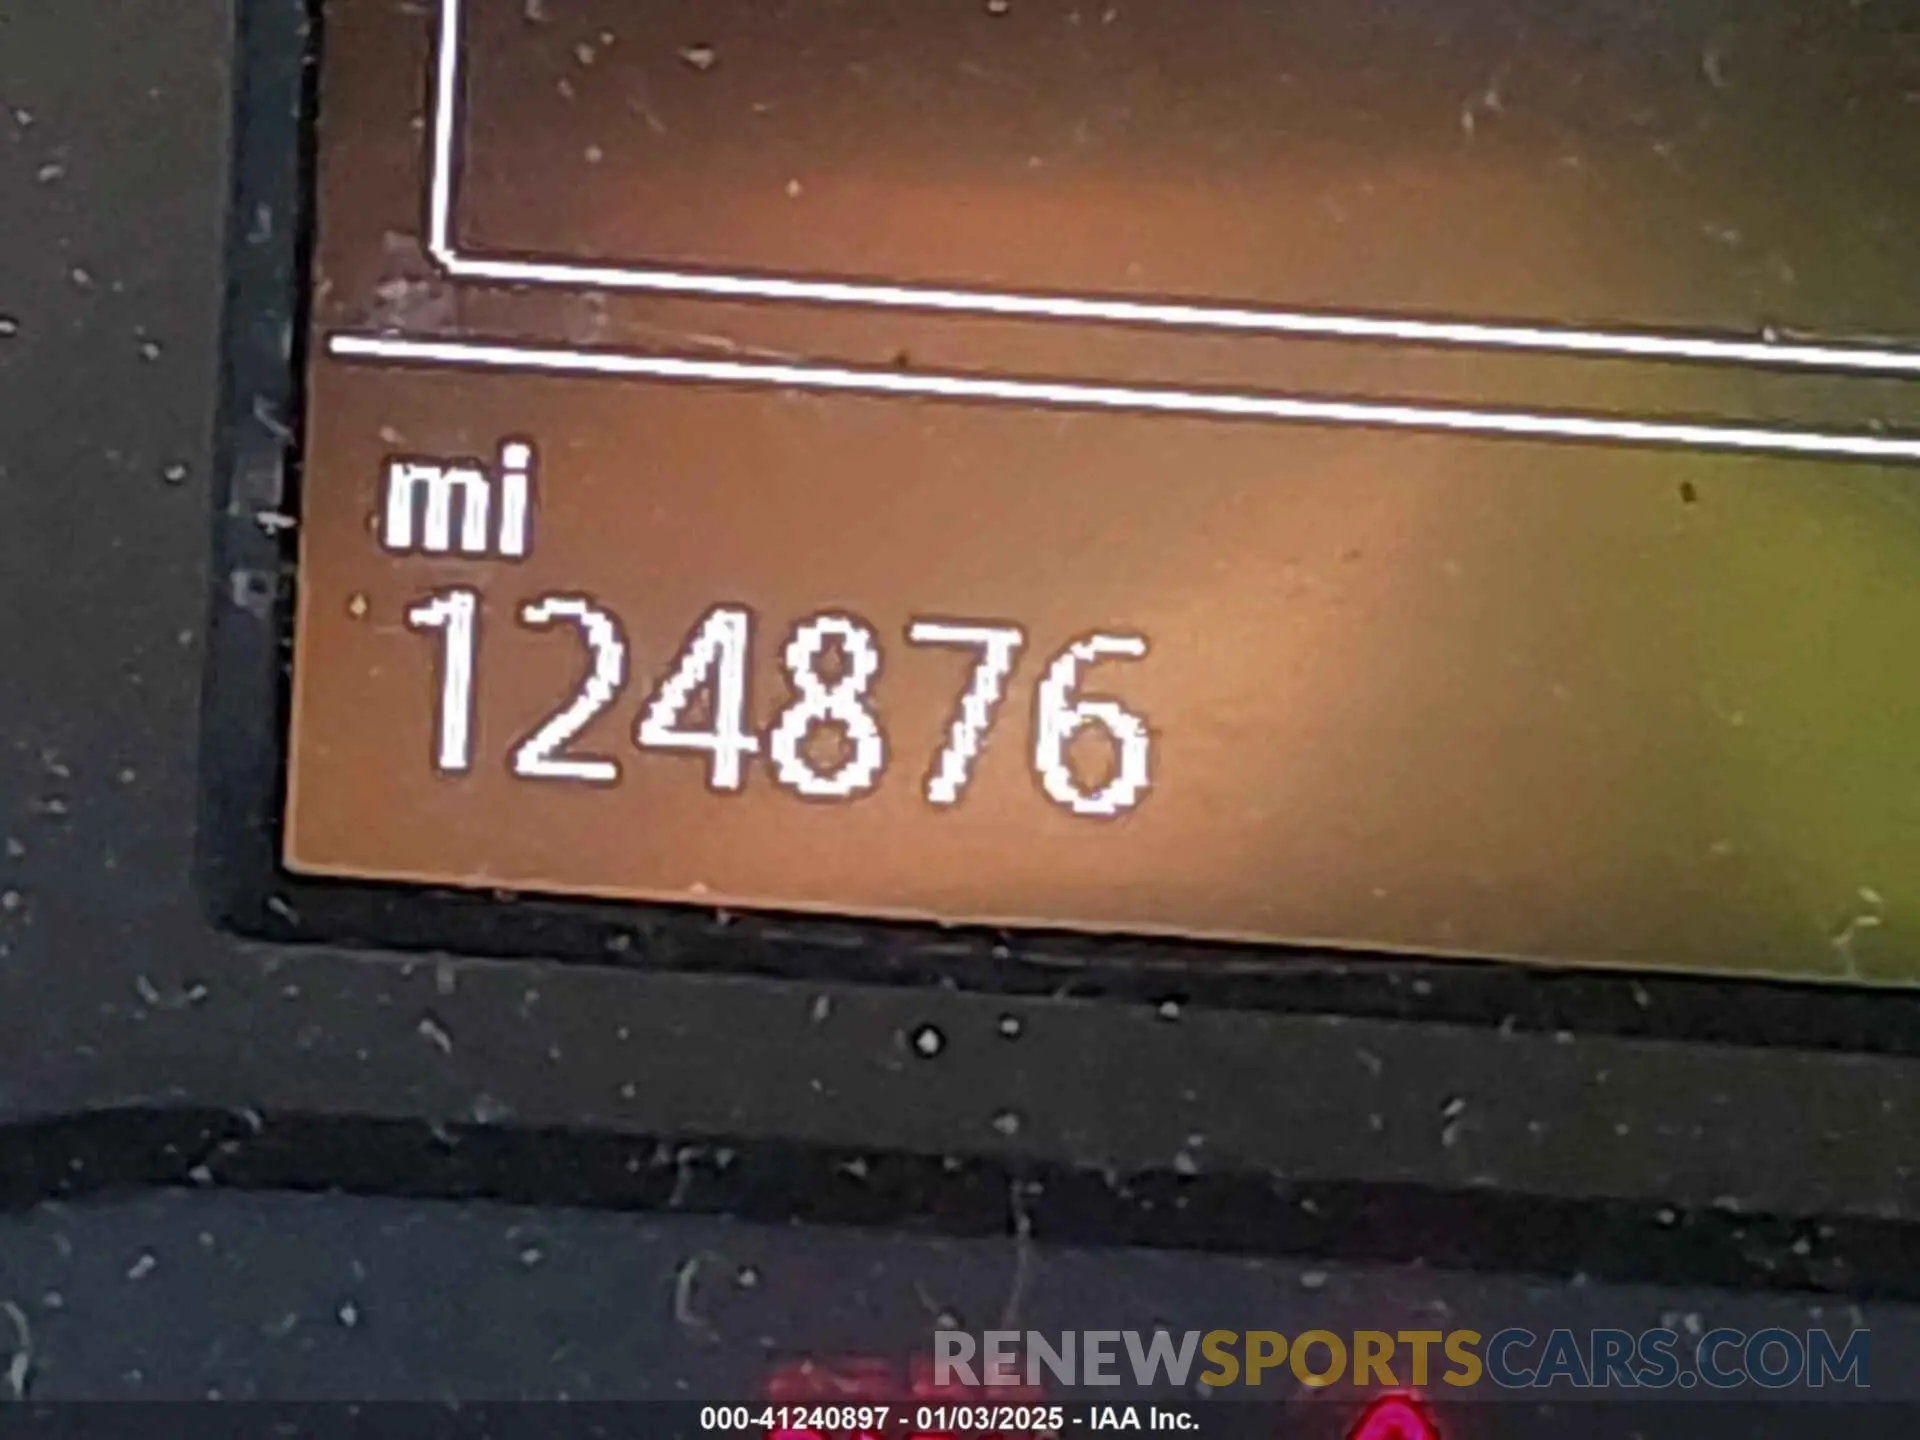 mi
124876
RENEWSPORTSCARS.COM
000-41240897 - 01/03/2025 - IAA Inc.